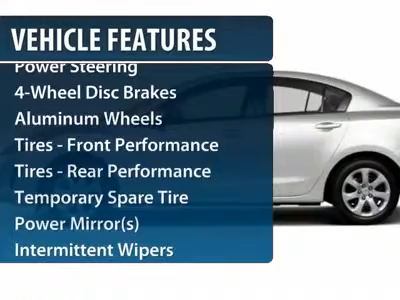 VEHICLE FEATURES
Power Steering
4-Wheel Disc Brakes
Aluminum Wheels
Tires - Front Performance
Tires - Rear Performance
Temporary Spare Tire
Power Mirror(s)
Intermittent Wipers